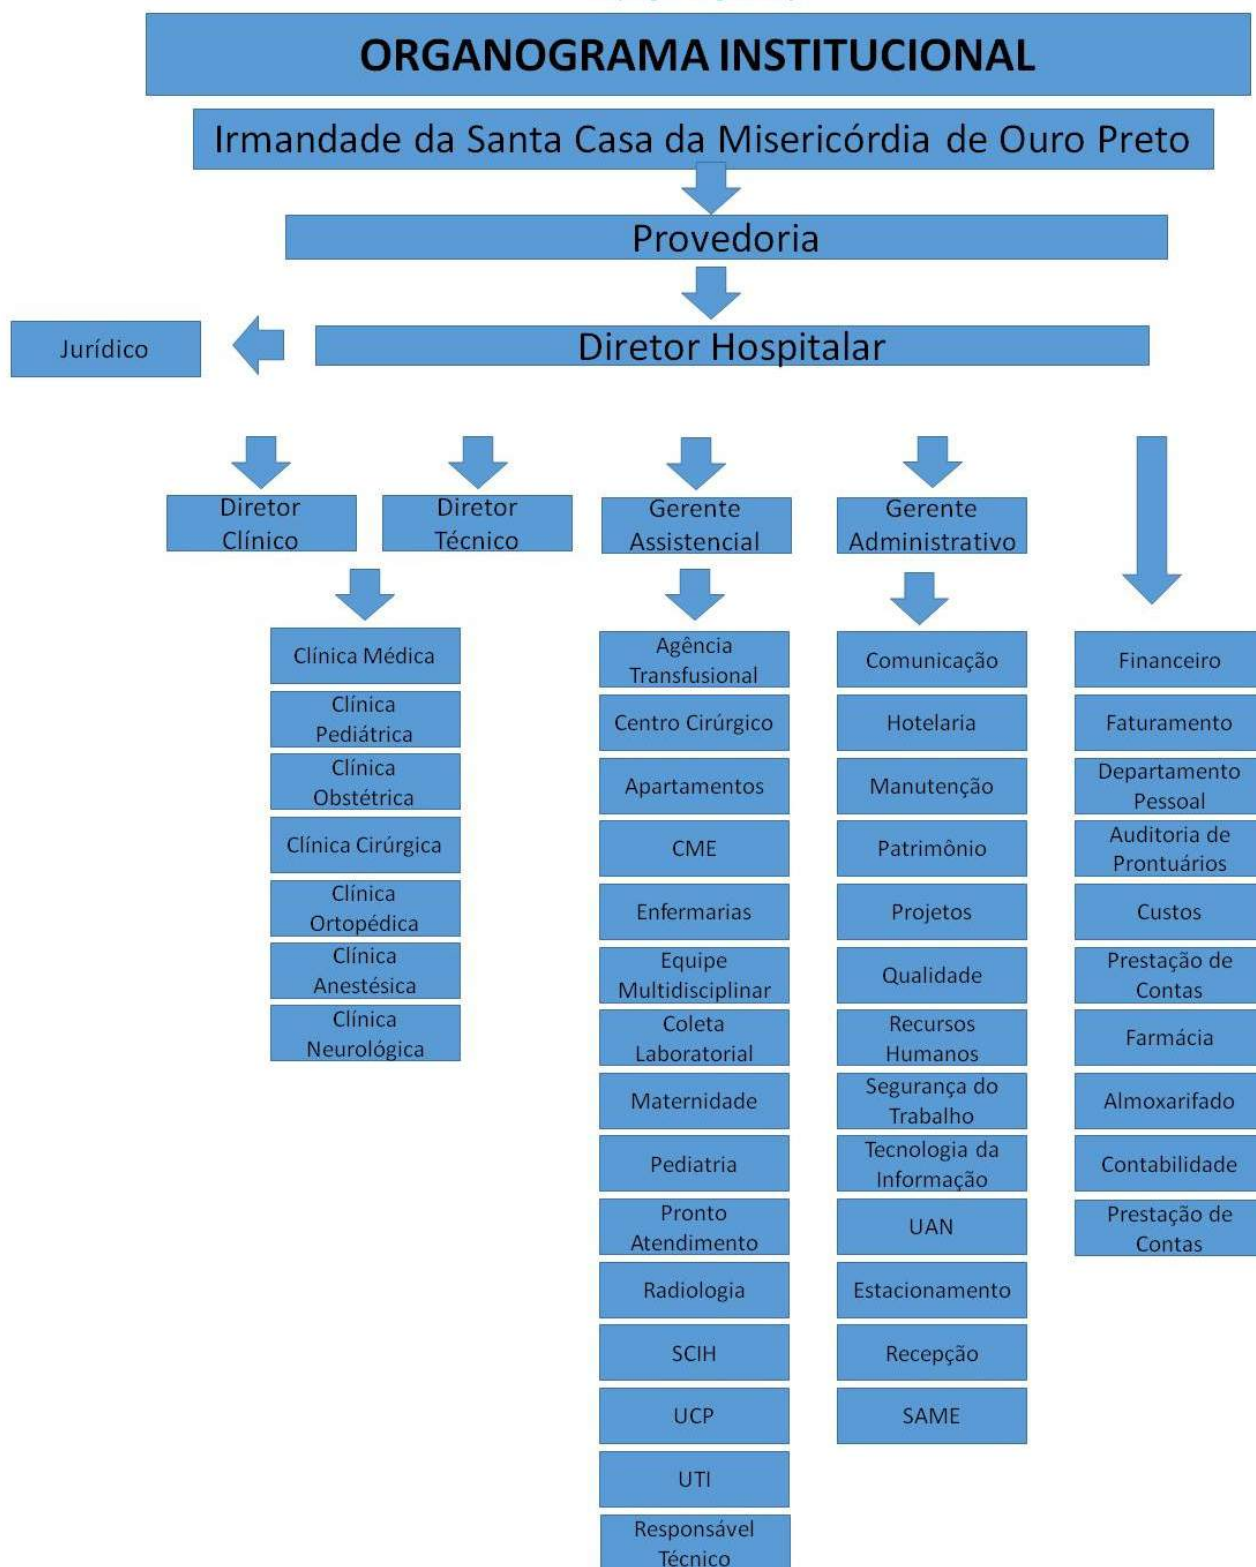 ORGANOGRAMA INSTITUCIONAL
Irmandade da Santa Casa da Misericórdia de Ouro Preto
Provedoria
Jurídico
Diretor Hospitalar
Diretor
Clínico
Diretor
Técnico
Gerente
Assistencial
Gerente
Administrativo
Clínica Médica
Clínica
Pediátrica
Clínica
Obstétrica
Clínica Cirúrgica
Clínica
Ortopédica
Clínica
Anestésica
Clínica
Neurológica
Agência
Transfusional
Centro Cirúrgico
Apartamentos
CME
Enfermarias
Equipe
Multidisciplinar
Coleta
Laboratorial
Maternidade
Pediatria
Pronto
Atendimento
Radiologia
SCIH
UCP
UTI
Responsável
Técnico
Comunicação
Hotelaria
Manutenção
Patrimônio
Projetos
Qualidade
Recursos
Humanos
Segurança do
Trabalho
Tecnologia da
Informação
UAN
Estacionamento
Recepção
SAME
Financeiro
Faturamento
Departamento
Pessoal
Auditoria de
Prontuários
Custos
Prestação de
Contas
Farmácia
Almoxarifado
Contabilidade
Prestação de
Contas